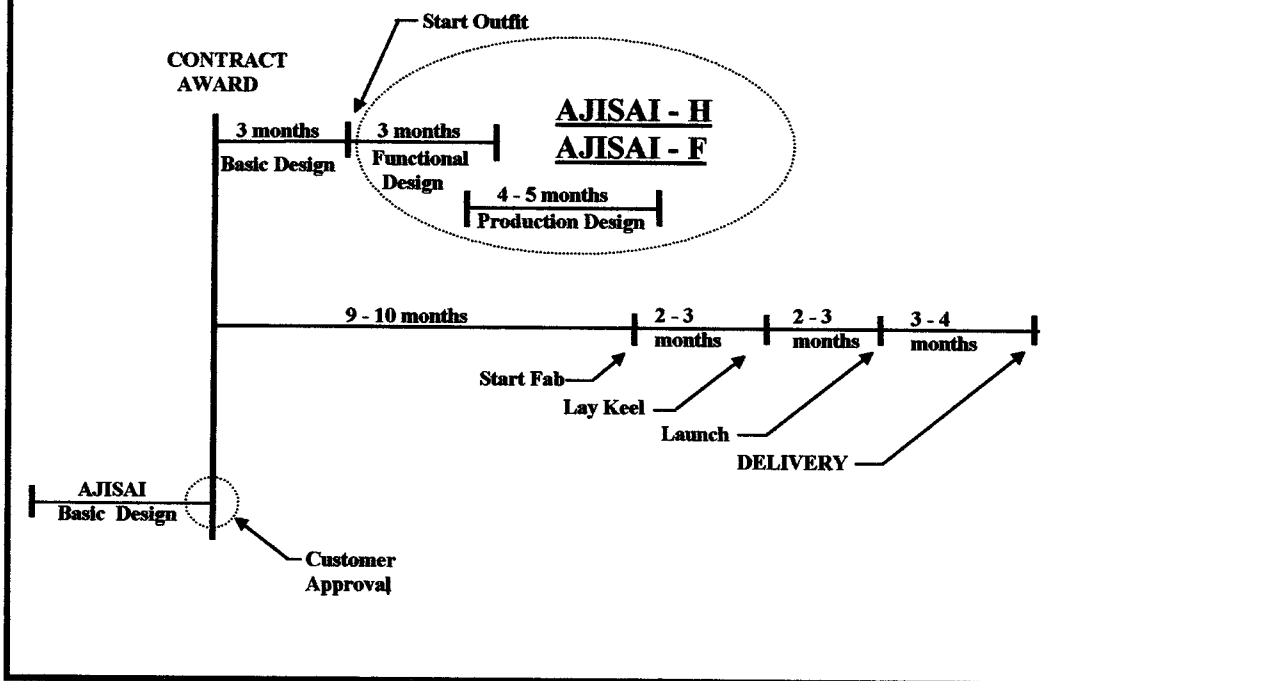 Start Outfit
CONTRACT
AWARD
AJISAI - H
AJISAI - F
3 months
Basic Design
3 months
Functional
Design
4 - 5 months
Production Design
9 - 10 months
2 - 3
months
2 - 3
months
3 - 4
months
Start Fab
Lay Keel
Launch
DELIVERY
AJISAI
Basic Design
Customer
Approval